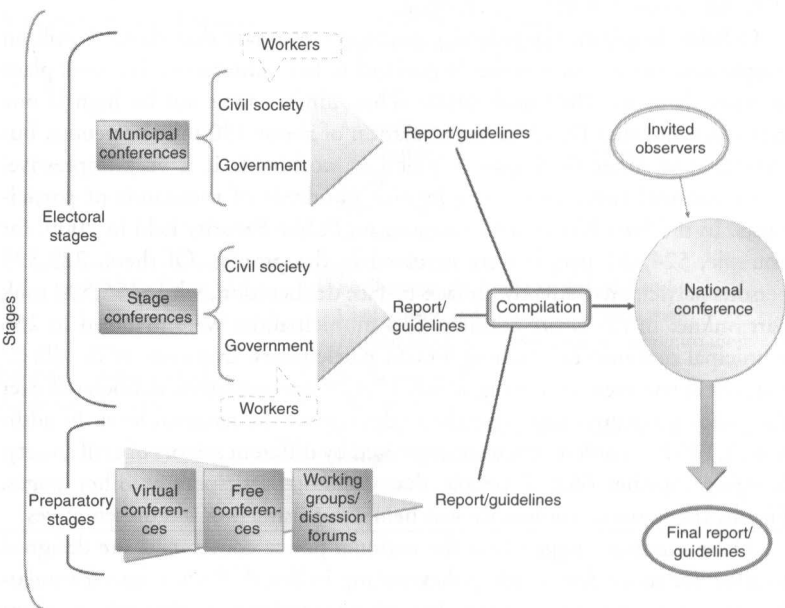 Stages
Electoral
stages
Municipal
conferences
Workers
Civil society
Government
Report/guidelines
Stage
conferences
Civil society
Government
Workers
Report/
guidelines
Preparatory
stages
Virtual
conferen-
ces
Free
conferen-
ces
Working
groups/
discssion
forums
Report/guidelines
Compilation
Invited
observers
National
conference
Final report/
guidelines